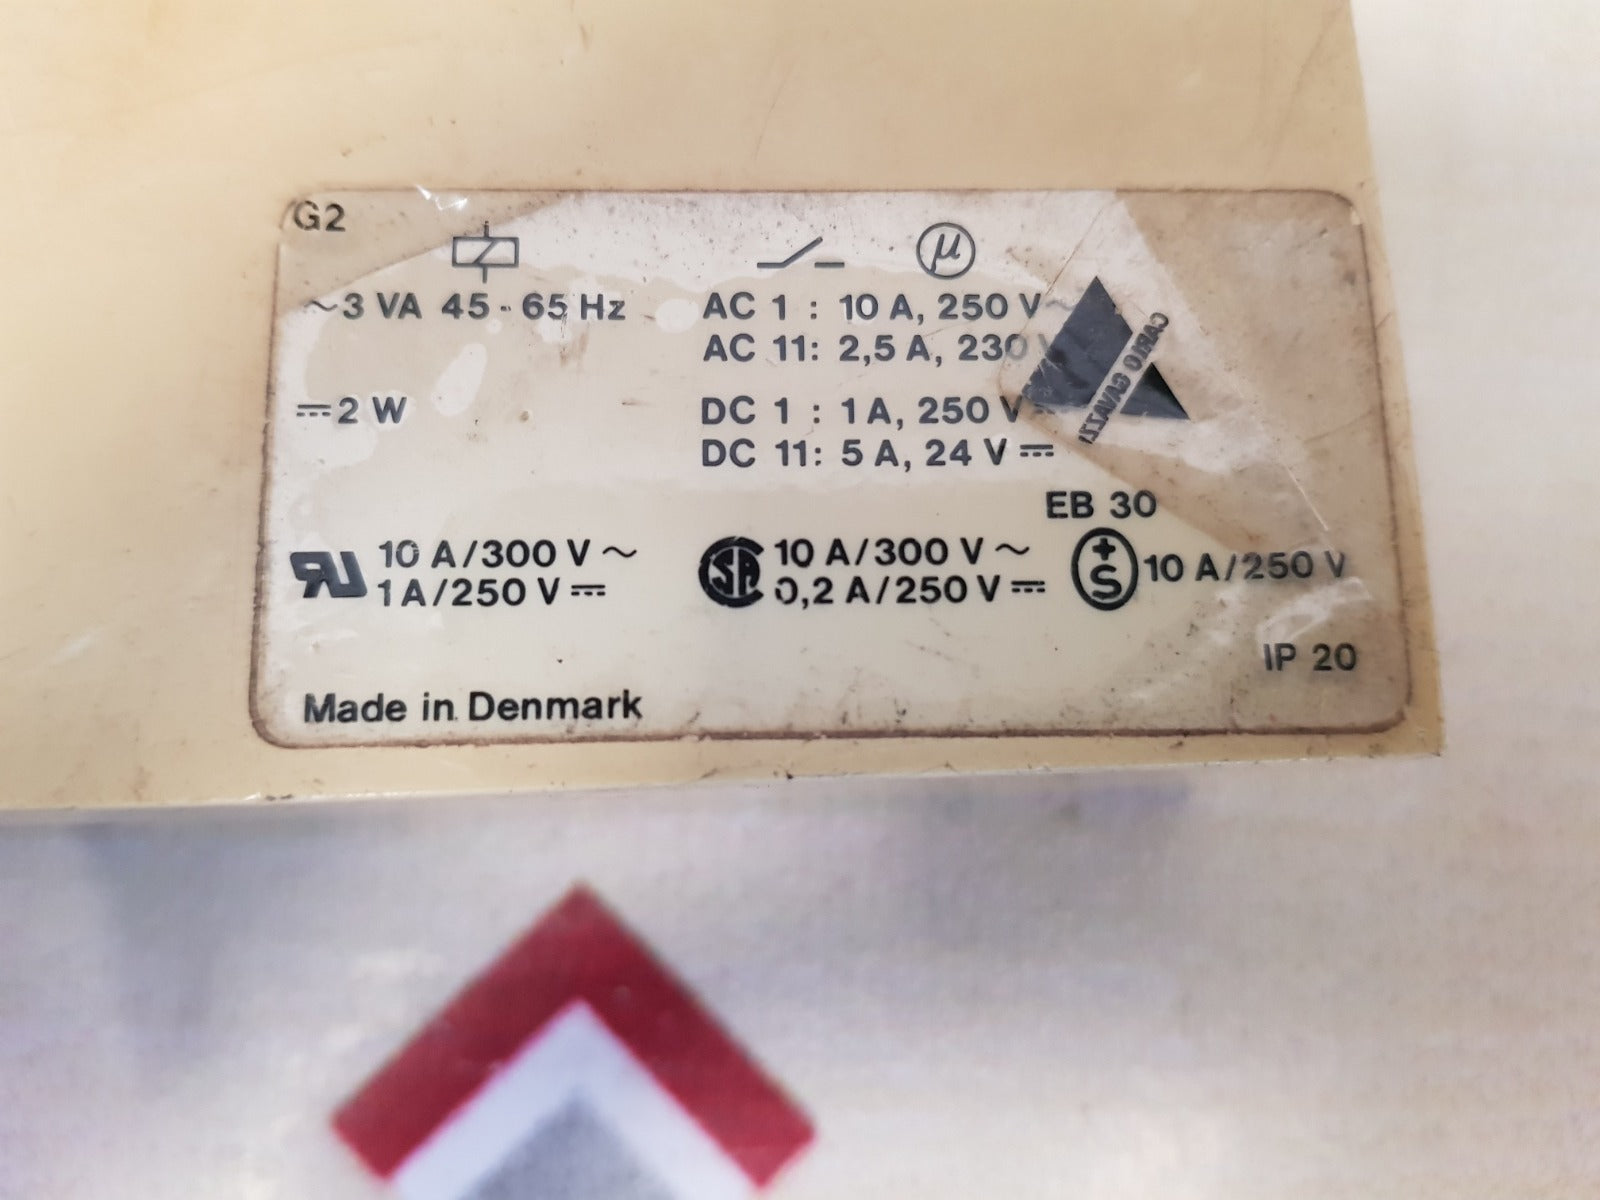 G2
µ
~3 VA 45-65 Hz
AC 1 : 10 A, 250 V~
AC 11: 2,5 A, 230 V
CARLO GAVAZZI
⎓2 W
DC 1 : 1 A, 250 V
DC 11: 5 A, 24 V⎓
EB 30
RU 10 A/300 V~
1 A/250 V⎓
SA 10 A/300 V~
0,2 A/250 V⎓
+S 10 A/250 V
IP 20
Made in Denmark